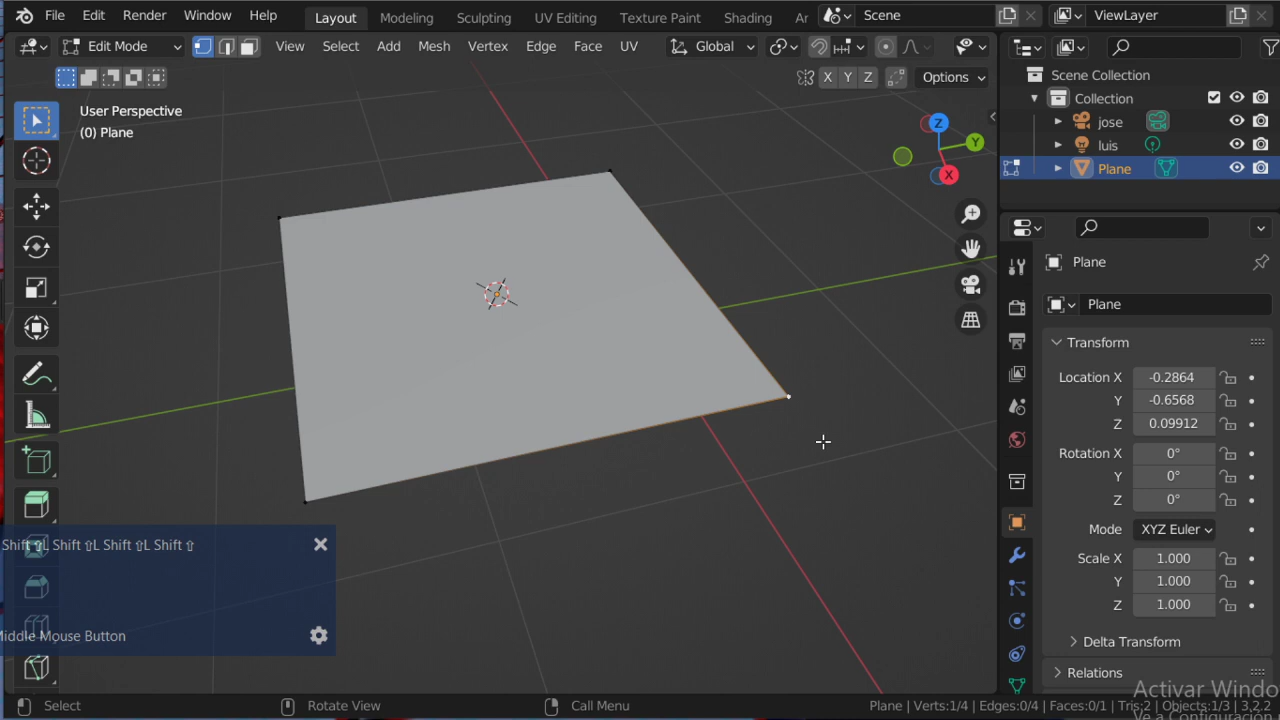 File Edit Render Window Help Layout Modeling Sculpting UV Editing Texture Paint Shading Scene ViewLayer
Edit Mode View Select Add Mesh Vertex Edge Face UV Global
X Y Z Options
User Perspective
(0) Plane
Z
Y
X
Scene Collection
Collection
jose
luis
Plane
Plane
Plane
Transform
Location X -0.2864
Y -0.6568
Z 0.09912
Rotation X 0°
Y 0°
Z 0°
Mode XYZ Euler
Scale X 1.000
Y 1.000
Z 1.000
Delta Transform
Relations
Shift ⇧L Shift ⇧L Shift ⇧L Shift ⇧
iddle Mouse Button
Activar Windo
Select Rotate View Call Menu Plane | Verts:1/4 | Edges:0/4 | Faces:0/1 | Tris:2 | Objects:1/3 | 3.2.2